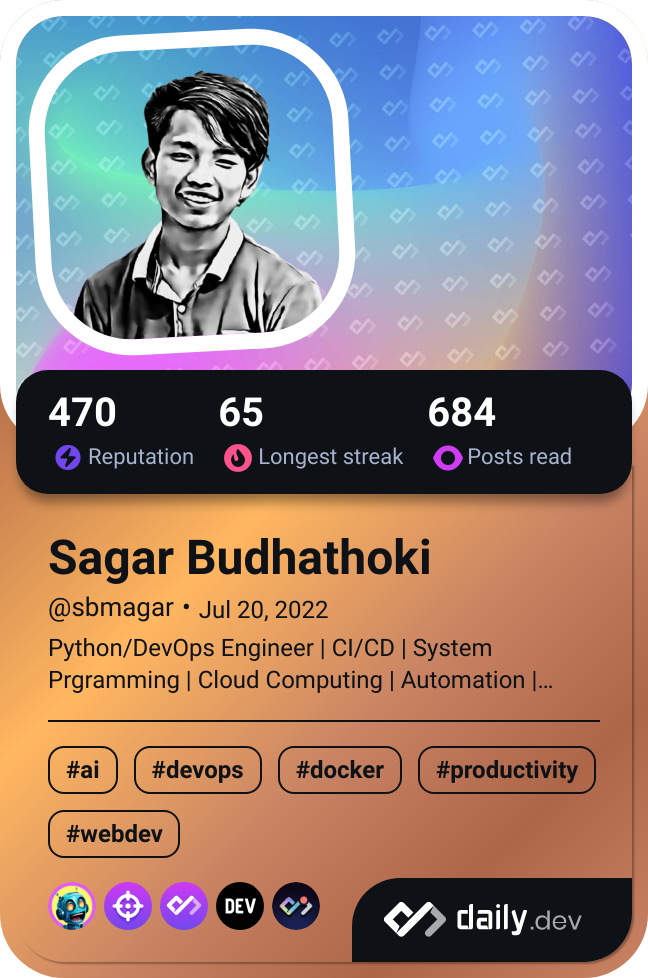 470 65 684
Reputation Longest streak Posts read
Sagar Budhathoki
@sbmagar • Jul 20, 2022
Python/DevOps Engineer | CI/CD | System
Prgramming | Cloud Computing | Automation |...
#ai #devops #docker #productivity
#webdev
DEV
daily.dev